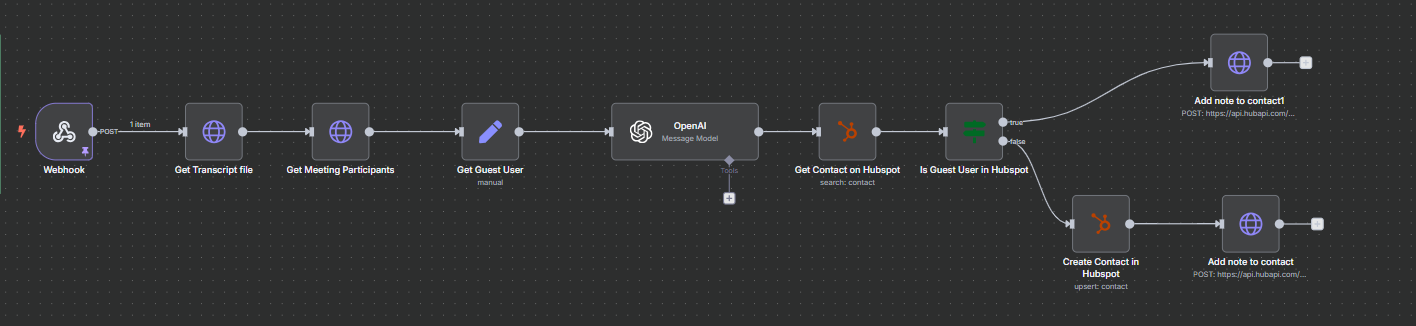 POST
1 item
Webhook
Get Transcript file
Get Meeting Participants
Get Guest User
manual
OpenAI
Message Model
Tools
Get Contact on Hubspot
search: contact
Is Guest User in Hubspot
true
false
Add note to contact1
POST: https://api.hubapi.com/...
Create Contact in
Hubspot
upsert: contact
Add note to contact
POST: https://api.hubapi.com/...